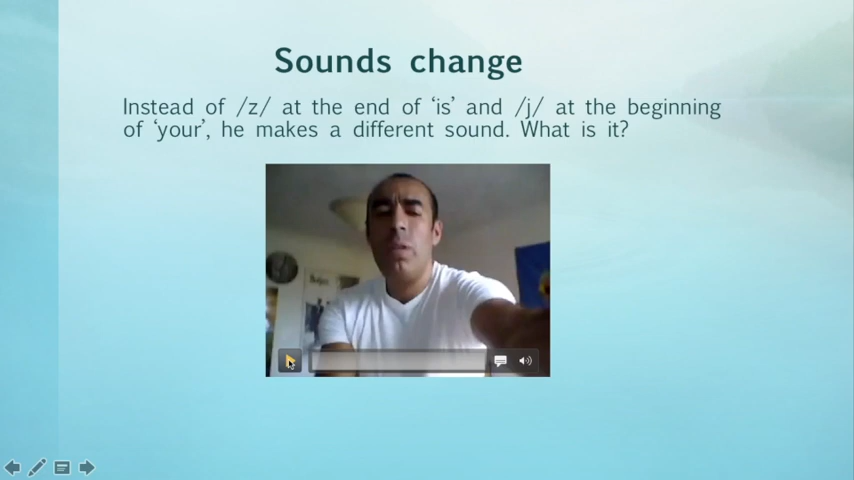 Sounds change
Instead of /z/ at the end of ‘is’ and /j/ at the beginning
of ‘your’, he makes a different sound. What is it?